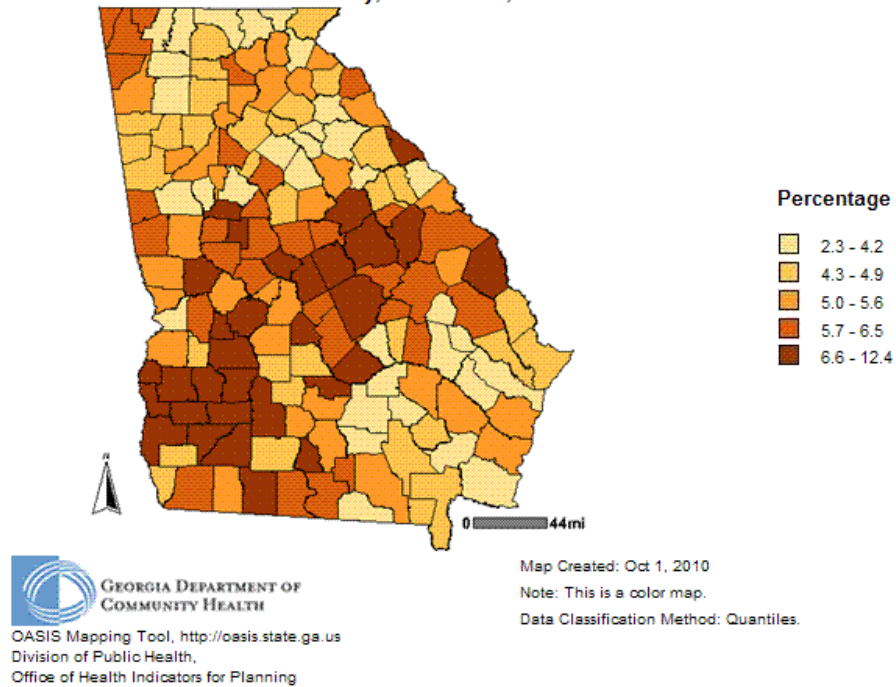 Percentage
2.3 - 4.2
4.3 - 4.9
5.0 - 5.6
5.7 - 6.5
6.6 - 12.4
N
0 44mi
GEORGIA DEPARTMENT OF
COMMUNITY HEALTH
OASIS Mapping Tool, http://oasis.state.ga.us
Division of Public Health,
Office of Health Indicators for Planning
Map Created: Oct 1, 2010
Note: This is a color map.
Data Classification Method: Quantiles.